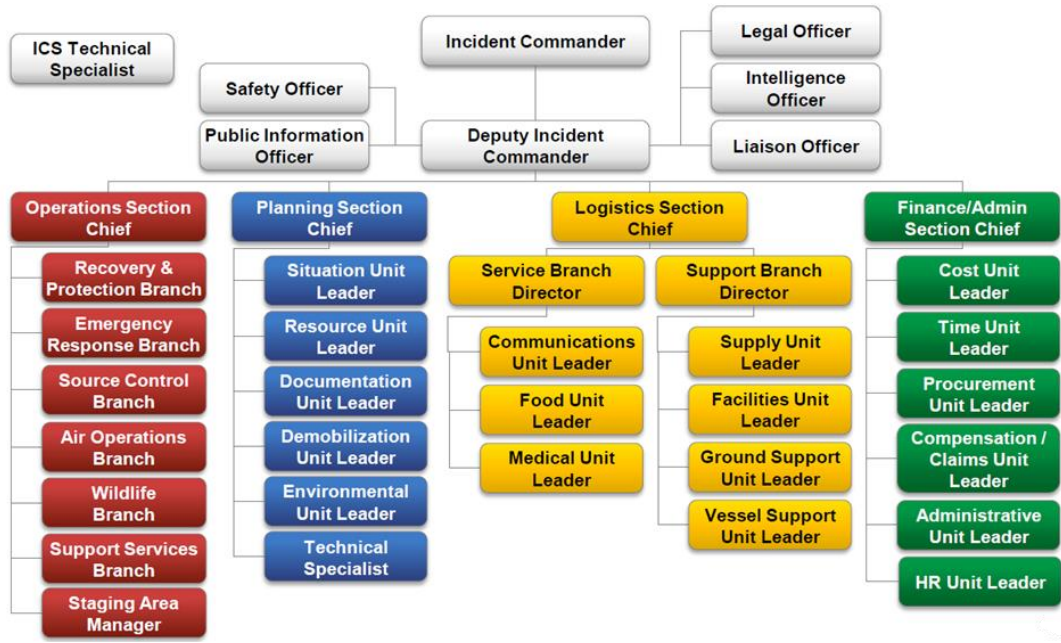 ICS Technical
Specialist
Incident Commander
Legal Officer
Safety Officer
Intelligence
Officer
Public Information
Officer
Deputy Incident
Commander
Liaison Officer
Operations Section
Chief
Recovery &
Protection Branch
Emergency
Response Branch
Source Control
Branch
Air Operations
Branch
Wildlife
Branch
Support Services
Branch
Staging Area
Manager
Planning Section
Chief
Situation Unit
Leader
Resource Unit
Leader
Documentation
Unit Leader
Demobilization
Unit Leader
Environmental
Unit Leader
Technical
Specialist
Logistics Section
Chief
Service Branch
Director
Communications
Unit Leader
Food Unit
Leader
Medical Unit
Leader
Support Branch
Director
Supply Unit
Leader
Facilities Unit
Leader
Ground Support
Unit Leader
Vessel Support
Unit Leader
Finance/Admin
Section Chief
Cost Unit
Leader
Time Unit
Leader
Procurement
Unit Leader
Compensation /
Claims Unit
Leader
Administrative
Unit Leader
HR Unit Leader